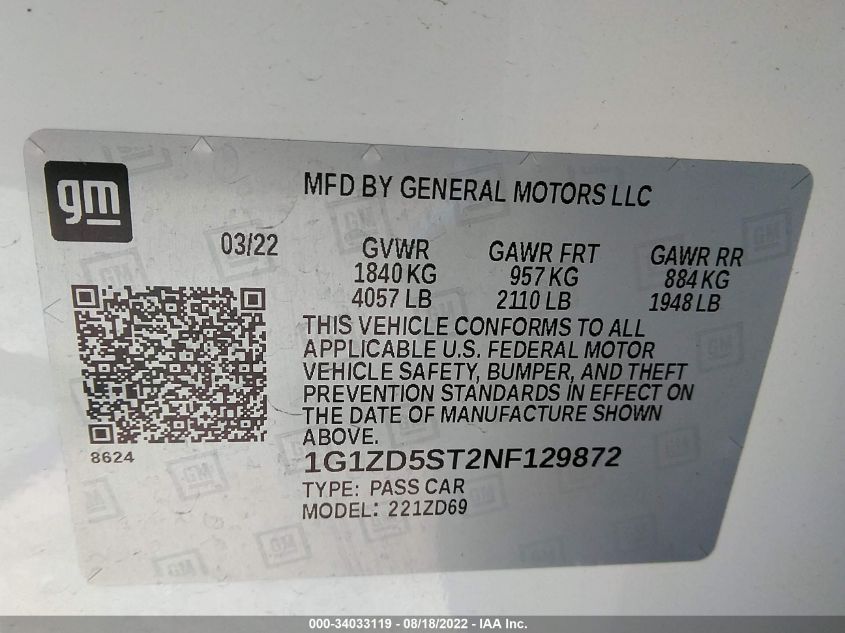 gm
MFD BY GENERAL MOTORS LLC
03/22
GVWR
1840 KG
4057 LB
GAWR FRT
957 KG
2110 LB
GAWR RR
884 KG
1948 LB
THIS VEHICLE CONFORMS TO ALL
APPLICABLE U.S. FEDERAL MOTOR
VEHICLE SAFETY, BUMPER, AND THEFT
PREVENTION STANDARDS IN EFFECT ON
THE DATE OF MANUFACTURE SHOWN
ABOVE.
8624
1G1ZD5ST2NF129872
TYPE: PASS CAR
MODEL: 221ZD69
000-34033119 - 08/18/2022 - IAA Inc.